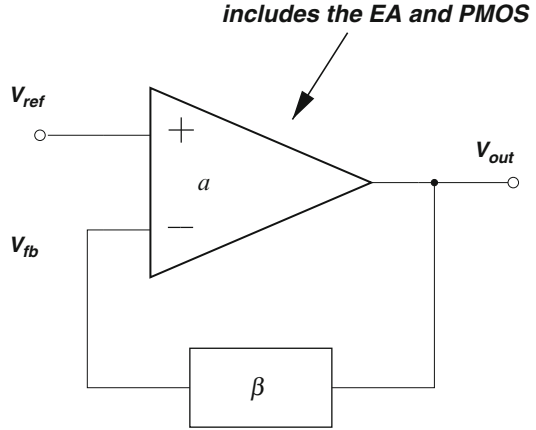 includes the EA and PMOS
V_ref
+
V_out
a
−
V_fb
β